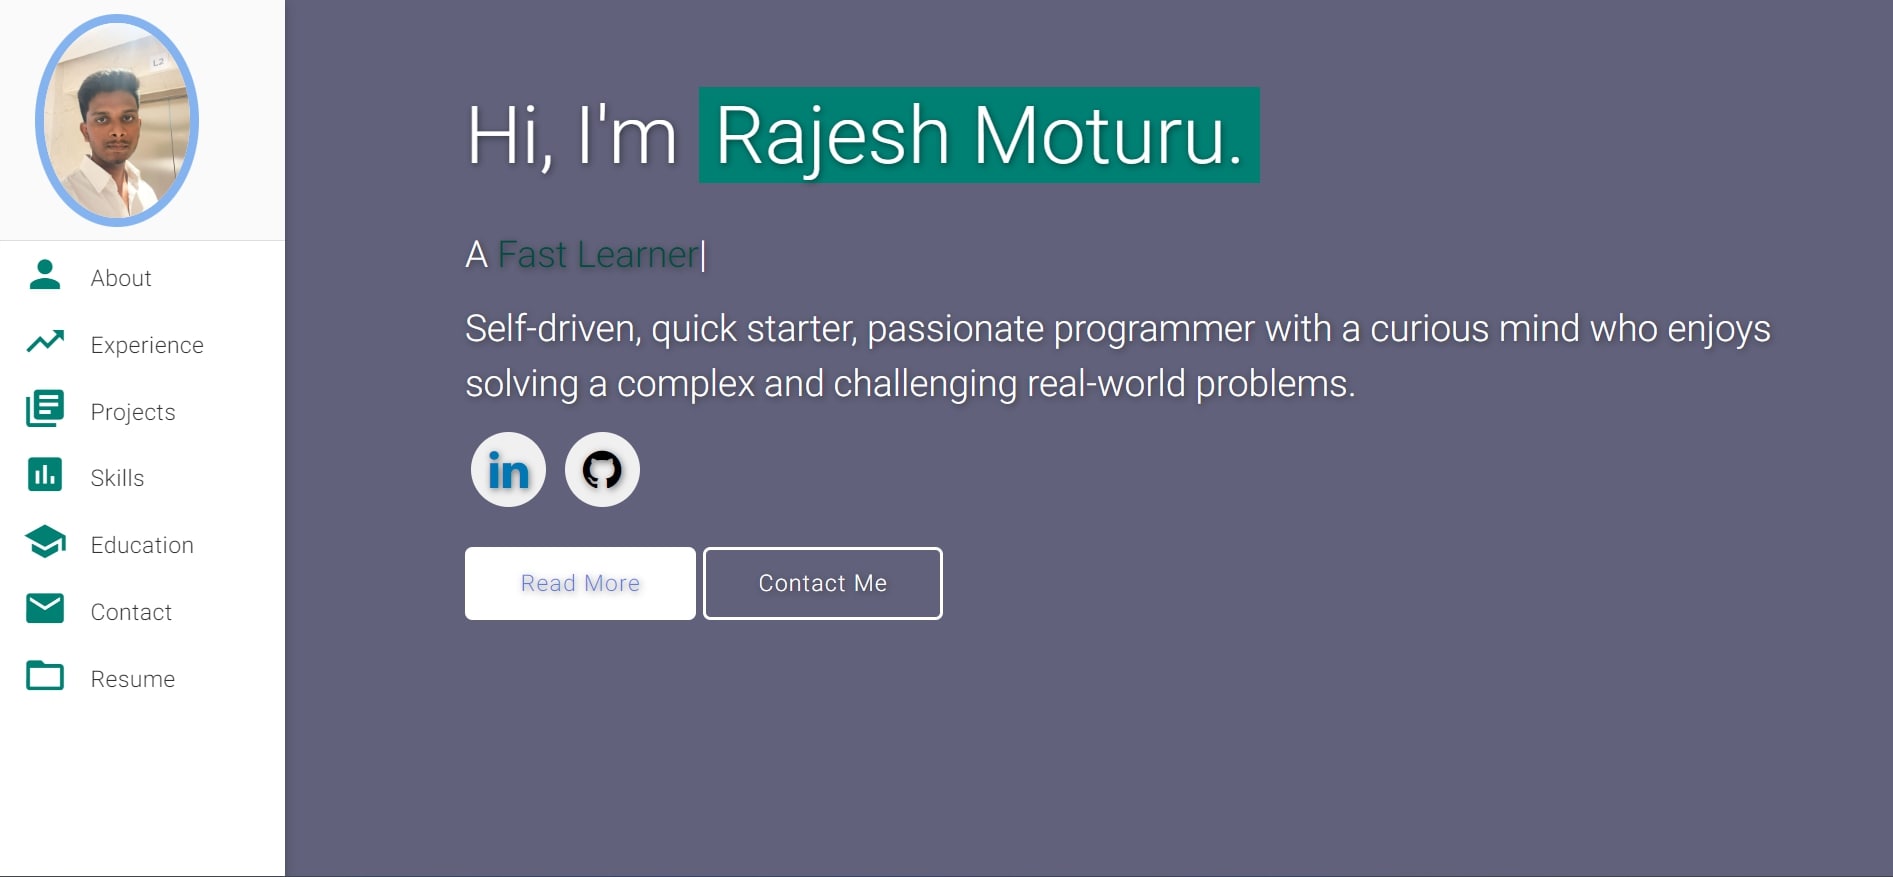 L2
About
Experience
Projects
Skills
Education
Contact
Resume
Hi, I'm Rajesh Moturu.
A Fast Learner|
Self-driven, quick starter, passionate programmer with a curious mind who enjoys
solving a complex and challenging real-world problems.
in
Read More
Contact Me